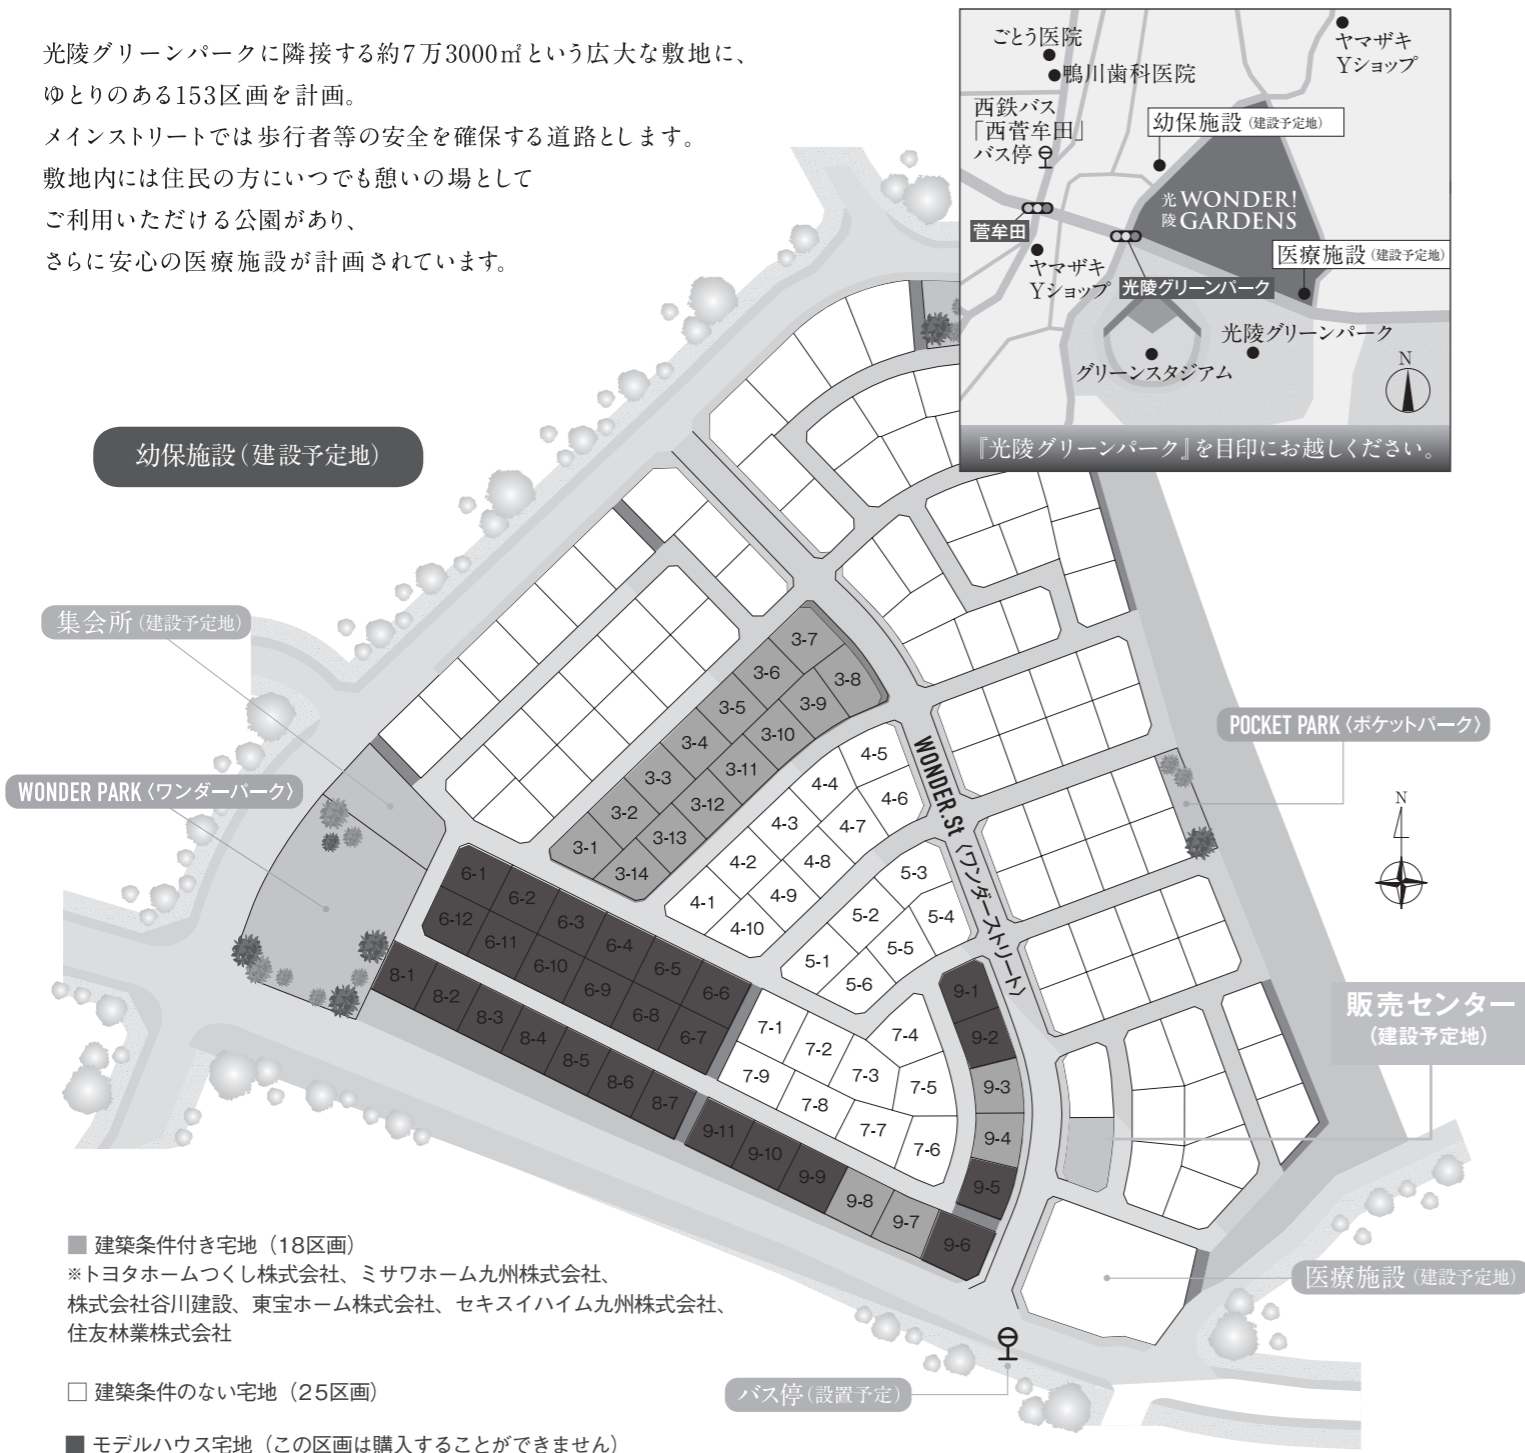 光陵グリーンパークに隣接する約7万3000㎡という広大な敷地に、
ゆとりのある153区画を計画。
メインストリートでは歩行者等の安全を確保する道路とします。
敷地内には住民の方にいつでも憩いの場として
ご利用いただける公園があり、
さらに安心の医療施設が計画されています。
ごとう医院
鴨川歯科医院
ヤマザキ
Yショップ
西鉄バス
「西菅牟田」
バス停
幼保施設(建設予定地)
光陵 WONDER!
GARDENS
菅牟田
医療施設(建設予定地)
ヤマザキ
Yショップ
光陵グリーンパーク
光陵グリーンパーク
グリーンスタジアム
N
『光陵グリーンパーク』を目印にお越しください。
幼保施設(建設予定地)
集会所(建設予定地)
WONDER PARK〈ワンダーパーク〉
POCKET PARK〈ポケットパーク〉
N
WONDER.St〈ワンダーストリート〉
3-7
3-6
3-8
3-5
3-9
3-4
3-10
3-3
3-11
3-2
3-12
3-1
3-13
3-14
4-5
4-4
4-6
4-3
4-7
4-2
4-8
4-1
4-9
4-10
5-3
5-2
5-4
5-1
5-5
5-6
6-1
6-2
6-3
6-4
6-5
6-6
6-12
6-11
6-10
6-9
6-8
6-7
8-1
8-2
8-3
8-4
8-5
8-6
8-7
7-1
7-2
7-3
7-4
7-5
7-9
7-8
7-7
7-6
9-1
9-2
9-3
9-4
9-5
9-11
9-10
9-9
9-8
9-7
9-6
販売センター
(建設予定地)
医療施設(建設予定地)
バス停(設置予定)
■ 建築条件付き宅地（18区画）
※トヨタホームつくし株式会社、ミサワホーム九州株式会社、
株式会社谷川建設、東宝ホーム株式会社、セキスイハイム九州株式会社、
住友林業株式会社
□ 建築条件のない宅地（25区画）
■ モデルハウス宅地（この区画は購入することができません）